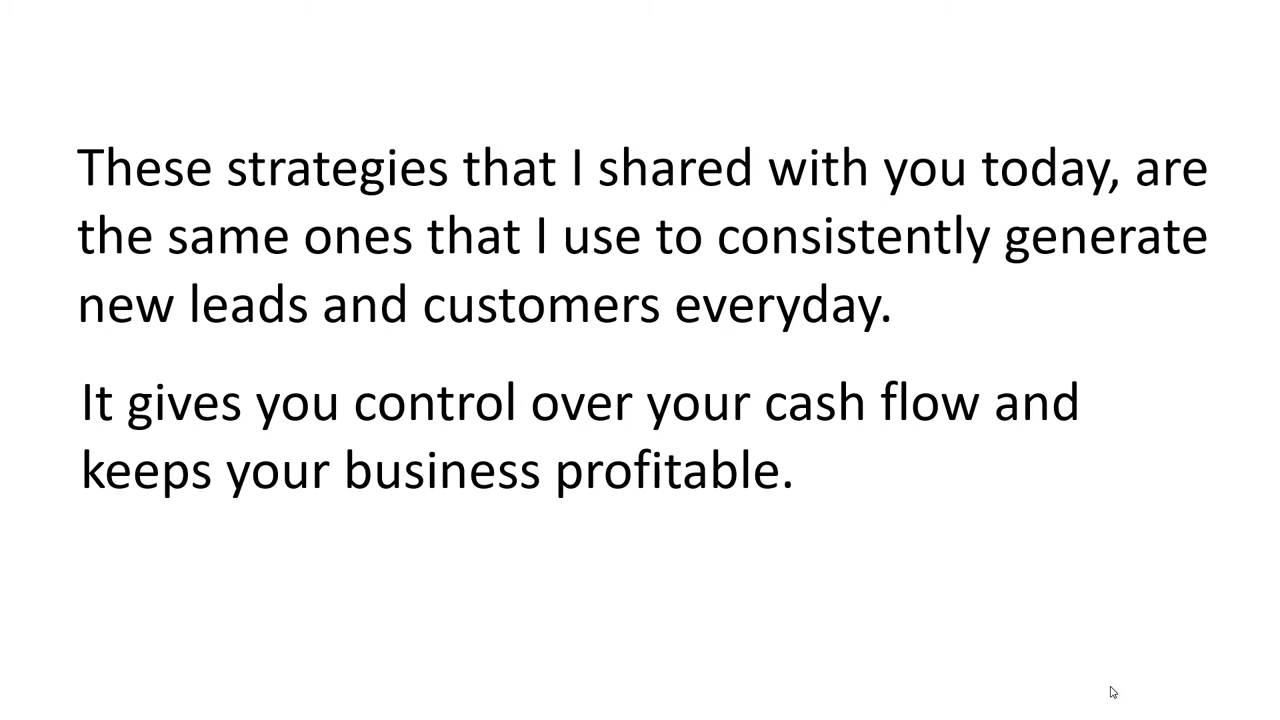 These strategies that I shared with you today, are
the same ones that I use to consistently generate
new leads and customers everyday.
It gives you control over your cash flow and
keeps your business profitable.